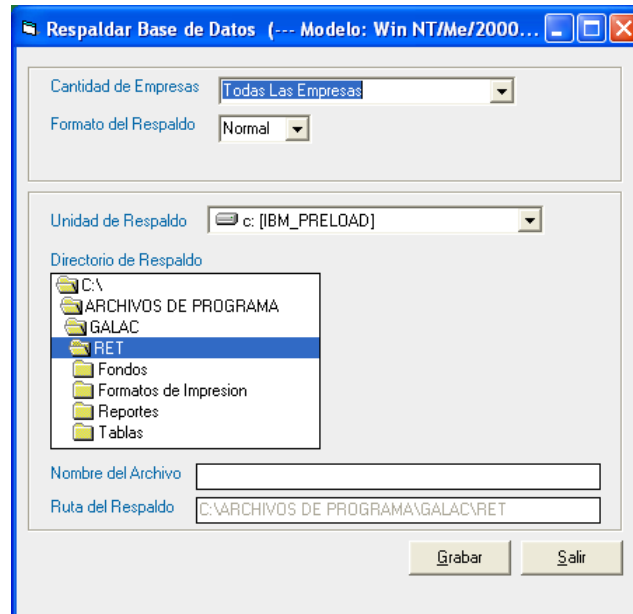 Respaldar Base de Datos (--- Modelo: Win NT/Me/2000...
Cantidad de Empresas Todas Las Empresas
Formato del Respaldo Normal
Unidad de Respaldo c: [IBM_PRELOAD]
Directorio de Respaldo
C:\
ARCHIVOS DE PROGRAMA
GALAC
RET
Fondos
Formatos de Impresion
Reportes
Tablas
Nombre del Archivo
Ruta del Respaldo C:\ARCHIVOS DE PROGRAMA\GALAC\RET
Grabar Salir